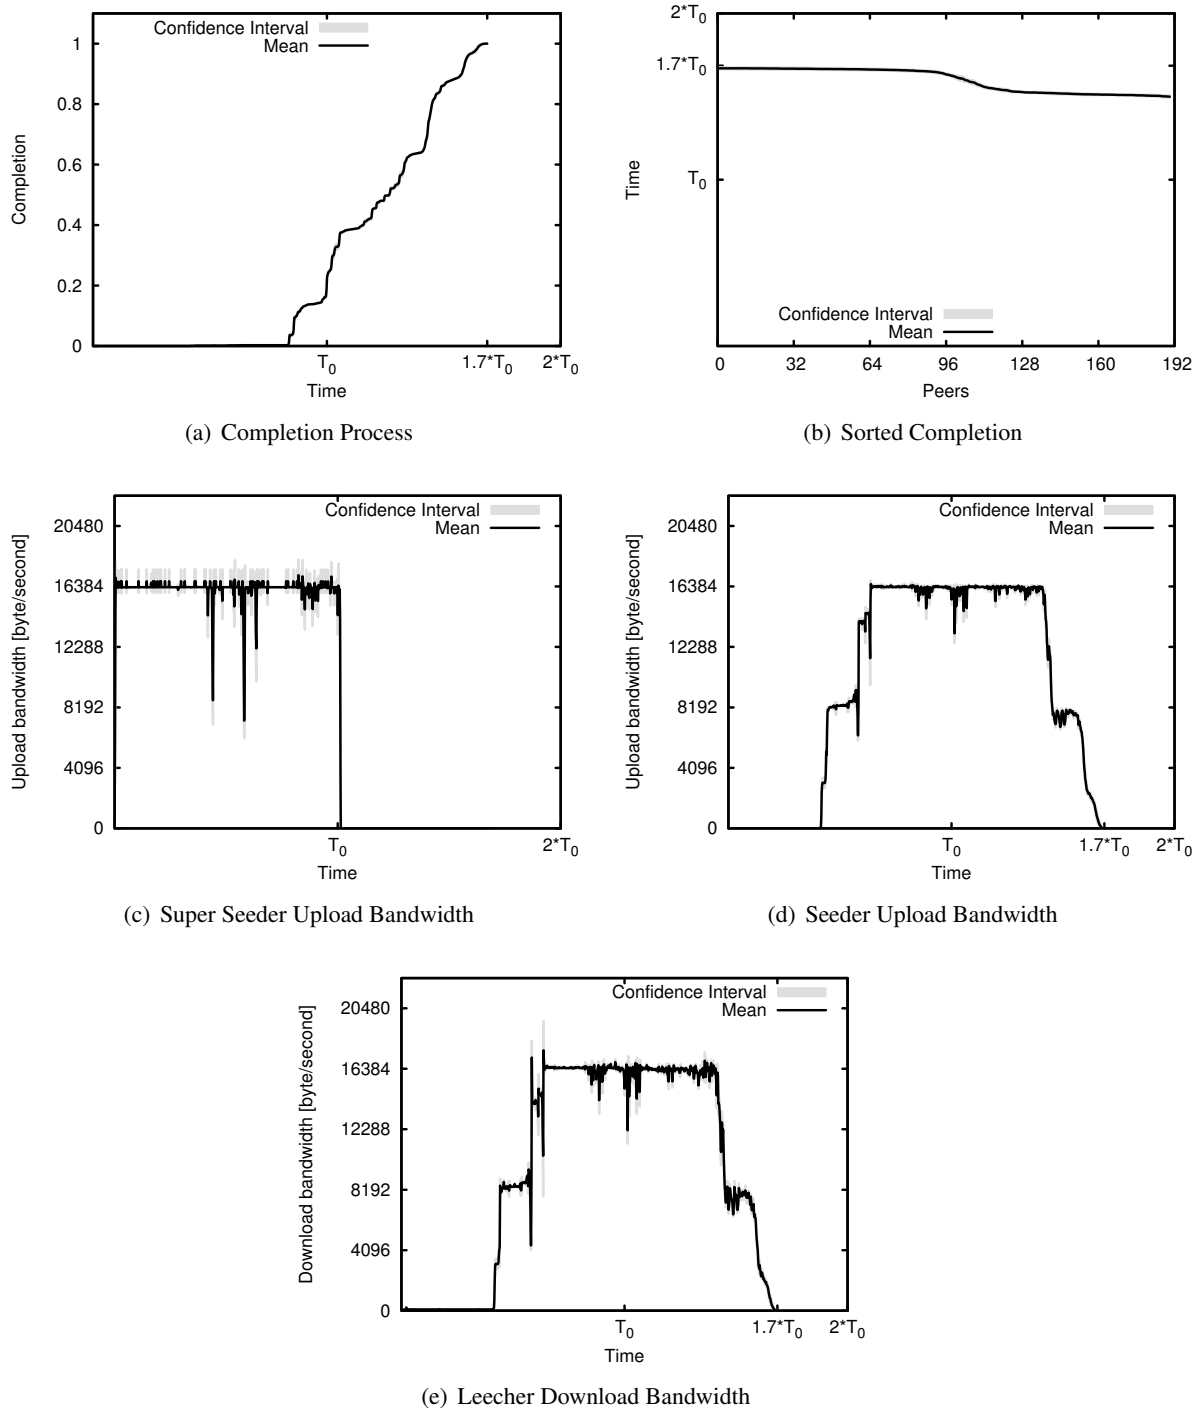 Confidence Interval
Mean
1
0.8
0.6
0.4
0.2
0
Completion
T0
1.7*T0
2*T0
Time
(a) Completion Process
2*T0
1.7*T0
T0
Time
Confidence Interval
Mean
0 32 64 96 128 160 192
Peers
(b) Sorted Completion
Confidence Interval
Mean
20480
16384
12288
8192
4096
0
Upload bandwidth [byte/second]
T0
2*T0
Time
(c) Super Seeder Upload Bandwidth
Confidence Interval
Mean
20480
16384
12288
8192
4096
0
Upload bandwidth [byte/second]
T0
1.7*T0
2*T0
Time
(d) Seeder Upload Bandwidth
Confidence Interval
Mean
20480
16384
12288
8192
4096
0
Download bandwidth [byte/second]
T0
1.7*T0
2*T0
Time
(e) Leecher Download Bandwidth